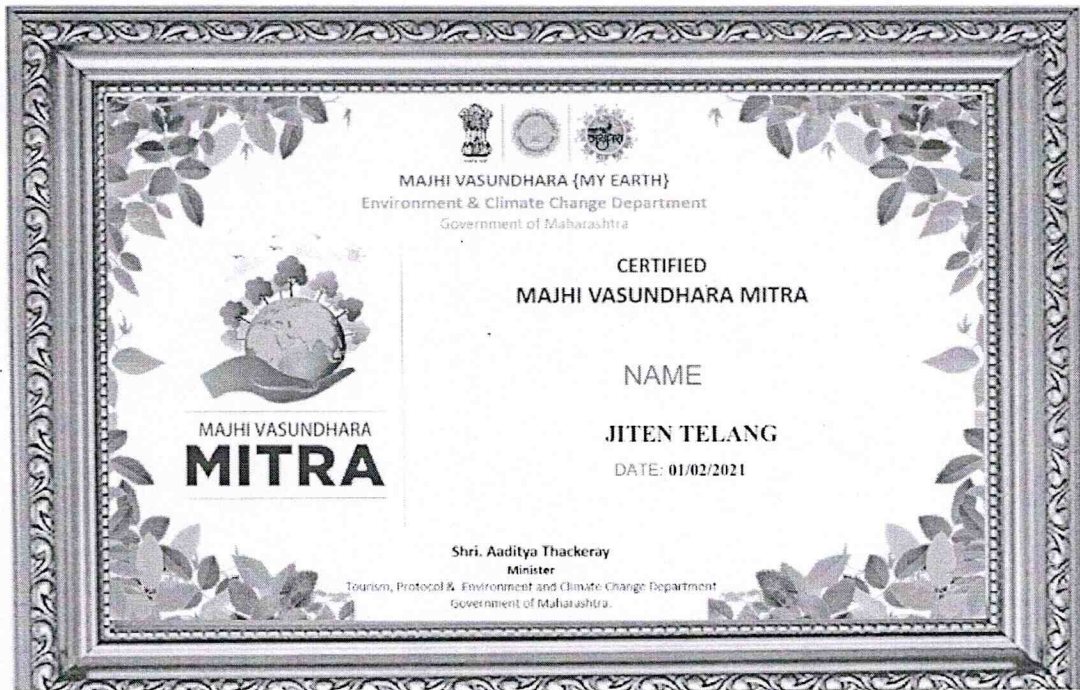 MAJHI VASUNDHARA {MY EARTH}
Environment & Climate Change Department
Government of Maharashtra
CERTIFIED
MAJHI VASUNDHARA MITRA
NAME
JITEN TELANG
DATE: 01/02/2021
MAJHI VASUNDHARA
MITRA
Shri. Aaditya Thackeray
Minister
Tourism, Protocol & Environment and Climate Change Department
Government of Maharashtra.